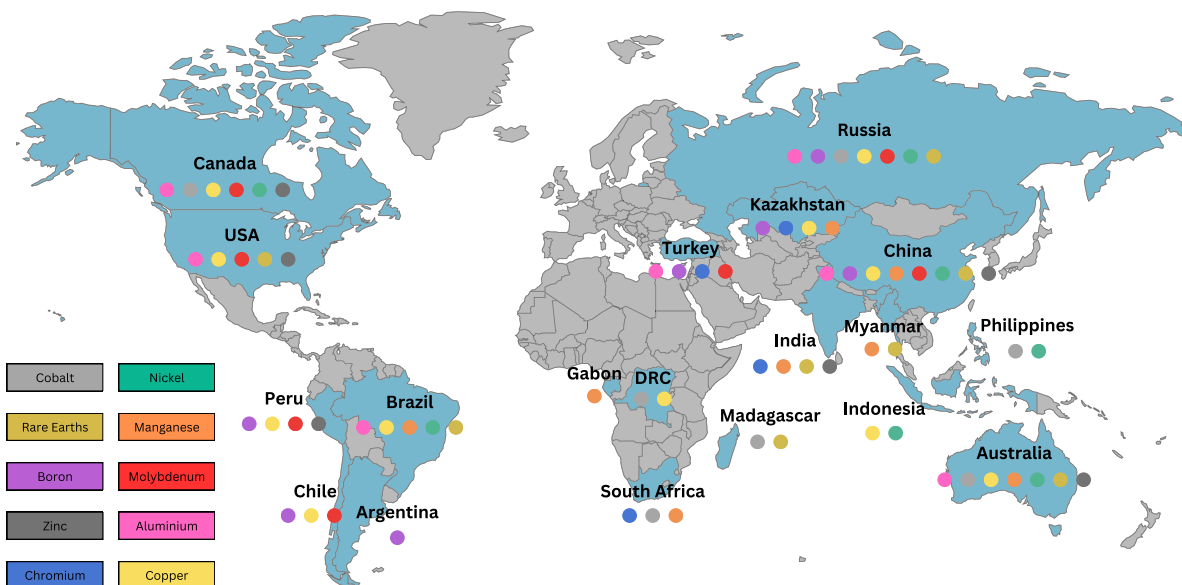 Russia
Canada
Kazakhstan
USA
Turkey
China
Myanmar
Philippines
India
Gabon
DRC
Cobalt
Nickel
Peru
Brazil
Madagascar
Indonesia
Rare Earths
Manganese
Australia
Boron
Molybdenum
Chile
South Africa
Argentina
Zinc
Aluminium
Chromium
Copper